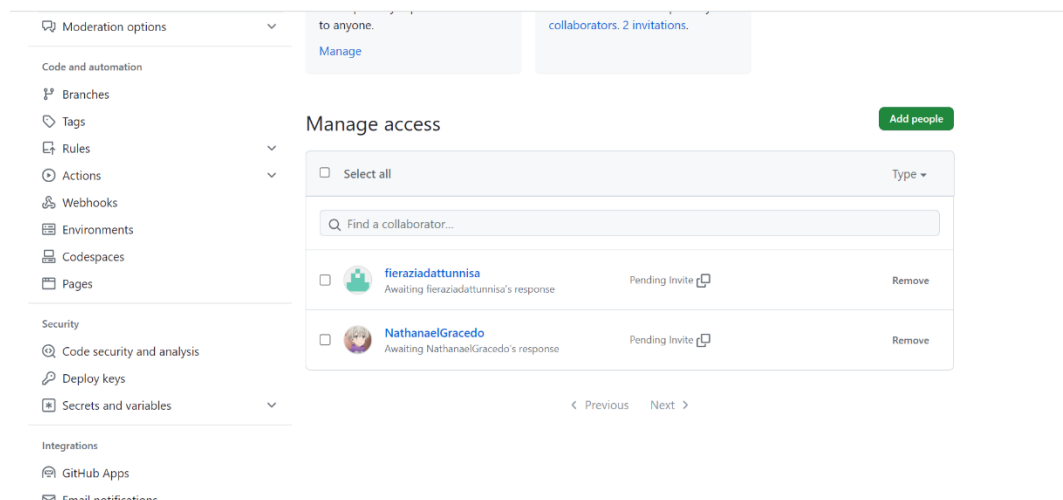 Moderation options
Code and automation
Branches
Tags
Rules
Actions
Webhooks
Environments
Codespaces
Pages
Security
Code security and analysis
Deploy keys
Secrets and variables
Integrations
GitHub Apps
Email notifications
to anyone.
Manage
collaborators. 2 invitations.
Manage access
Add people
Select all
Type
Find a collaborator...
fieraziadattunnisa
Awaiting fieraziadattunnisa's response
Pending Invite
Remove
NathanaelGracedo
Awaiting NathanaelGracedo's response
Pending Invite
Remove
Previous
Next